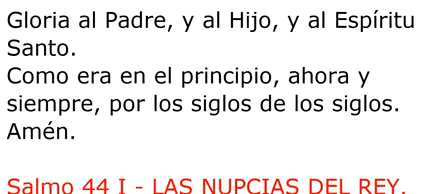 Gloria al Padre, y al Hijo, y al Espíritu
Santo.
Como era en el principio, ahora y
siempre, por los siglos de los siglos.
Amén.
Salmo 44 I - LAS NUPCIAS DEL REY.